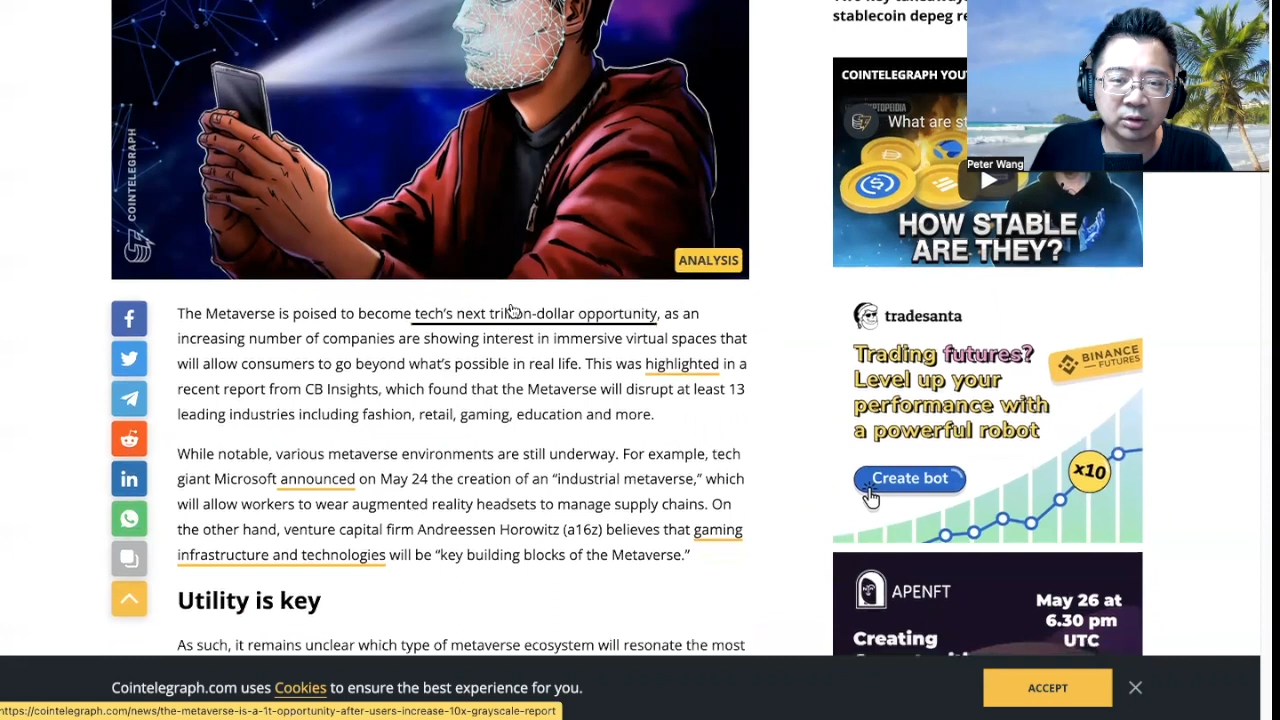 Two key takeaways
stablecoin depeg re
COINTELEGRAPH YOUT
CRYPTOPEDIA
What are st
Peter Wang
HOW STABLE
ARE THEY?
COINTELEGRAPH
ANALYSIS
The Metaverse is poised to become tech's next trillion-dollar opportunity, as an
increasing number of companies are showing interest in immersive virtual spaces that
will allow consumers to go beyond what's possible in real life. This was highlighted in a
recent report from CB Insights, which found that the Metaverse will disrupt at least 13
leading industries including fashion, retail, gaming, education and more.
While notable, various metaverse environments are still underway. For example, tech
giant Microsoft announced on May 24 the creation of an “industrial metaverse,” which
will allow workers to wear augmented reality headsets to manage supply chains. On
the other hand, venture capital firm Andreessen Horowitz (a16z) believes that gaming
infrastructure and technologies will be “key building blocks of the Metaverse.”
Utility is key
As such, it remains unclear which type of metaverse ecosystem will resonate the most
tradesanta
Trading futures?
Level up your
performance with
a powerful robot
BINANCE
FUTURES
Create bot
x10
APENFT
May 26 at
6.30 pm
UTC
Creating
Cointelegraph.com uses Cookies to ensure the best experience for you.
ACCEPT
https://cointelegraph.com/news/the-metaverse-is-a-1t-opportunity-after-users-increase-10x-grayscale-report